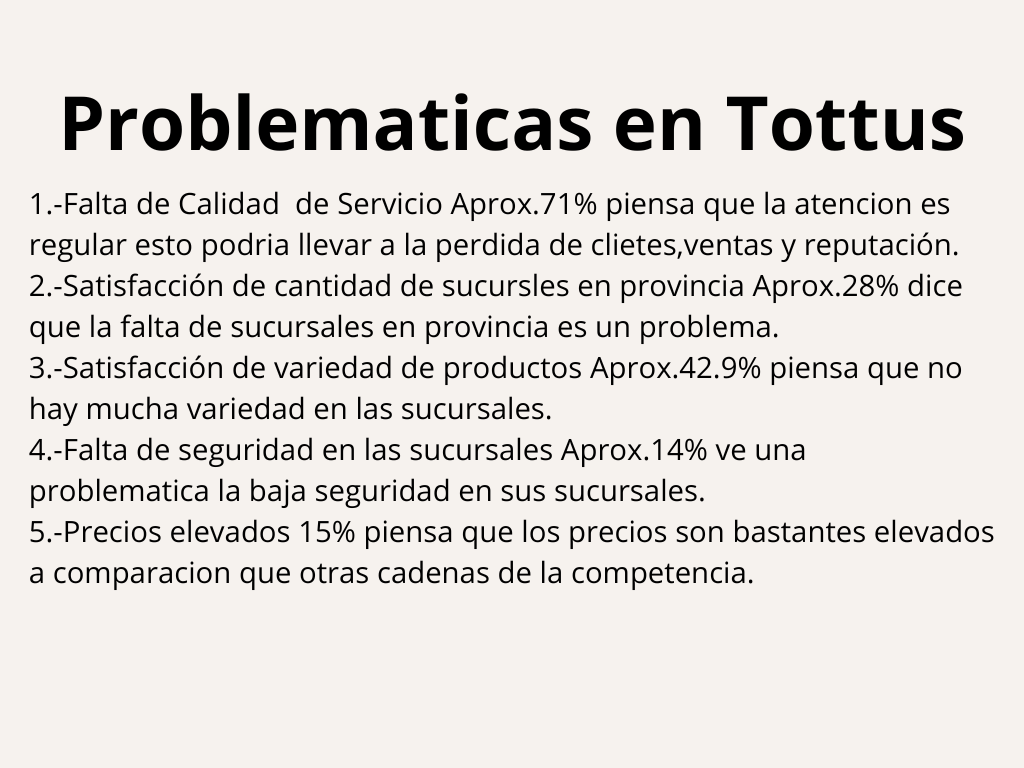 Problematicas en Tottus
1.-Falta de Calidad  de Servicio Aprox.71% piensa que la atencion es
regular esto podria llevar a la perdida de clietes,ventas y reputación.
2.-Satisfacción de cantidad de sucursles en provincia Aprox.28% dice
que la falta de sucursales en provincia es un problema.
3.-Satisfacción de variedad de productos Aprox.42.9% piensa que no
hay mucha variedad en las sucursales.
4.-Falta de seguridad en las sucursales Aprox.14% ve una
problematica la baja seguridad en sus sucursales.
5.-Precios elevados 15% piensa que los precios son bastantes elevados
a comparacion que otras cadenas de la competencia.